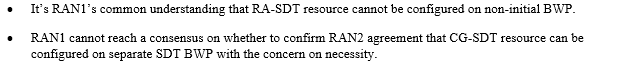 • It's RAN1's common understanding that RA-SDT resource cannot be configured on non-initial BWP.
• RAN1 cannot reach a consensus on whether to confirm RAN2 agreement that CG-SDT resource can be
configured on separate SDT BWP with the concern on necessity.